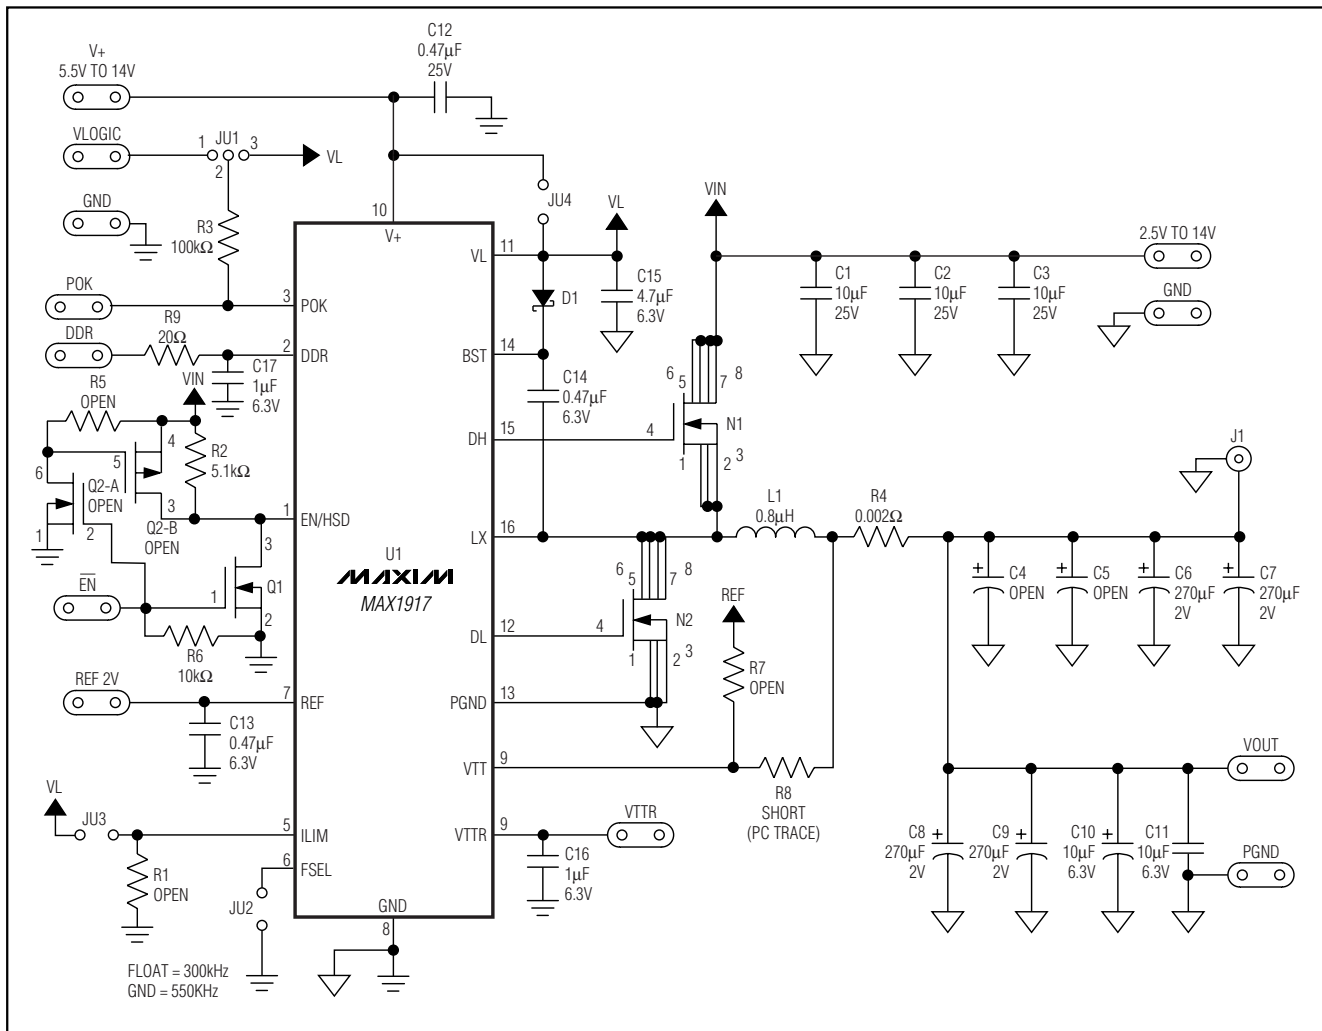 V+
5.5V TO 14V
C12
0.47µF
25V
VLOGIC
1
JU1
3
2
VL
GND
R3
100kΩ
10
V+
JU4
VL
VIN
11
VL
2.5V TO 14V
C15
4.7µF
6.3V
C1
10µF
25V
C2
10µF
25V
C3
10µF
25V
GND
D1
POK
3
POK
R9
20Ω
DDR
2
DDR
14
BST
C17
1µF
6.3V
R5
OPEN
VIN
C14
0.47µF
6.3V
6
5
7
8
4
N1
1
2
3
15
DH
J1
4
5
3
R2
5.1kΩ
6
Q2-A
OPEN
1
2
Q2-B
OPEN
1
EN/HSD
16
LX
L1
0.8µH
R4
0.002Ω
U1
MAXIM
MAX1917
3
1
Q1
2
EN
R6
10kΩ
6
5
7
8
4
N2
1
2
3
12
DL
REF
R7
OPEN
C4
OPEN
C5
OPEN
C6
270µF
2V
C7
270µF
2V
+
+
+
+
REF 2V
7
REF
C13
0.47µF
6.3V
13
PGND
9
VTT
R8
SHORT
(PC TRACE)
VOUT
VL
JU3
5
ILIM
R1
OPEN
6
FSEL
JU2
9
VTTR
VTTR
C16
1µF
6.3V
C8
270µF
2V
+
C9
270µF
2V
+
C10
10µF
6.3V
+
C11
10µF
6.3V
PGND
GND
8
FLOAT = 300kHz
GND = 550KHz